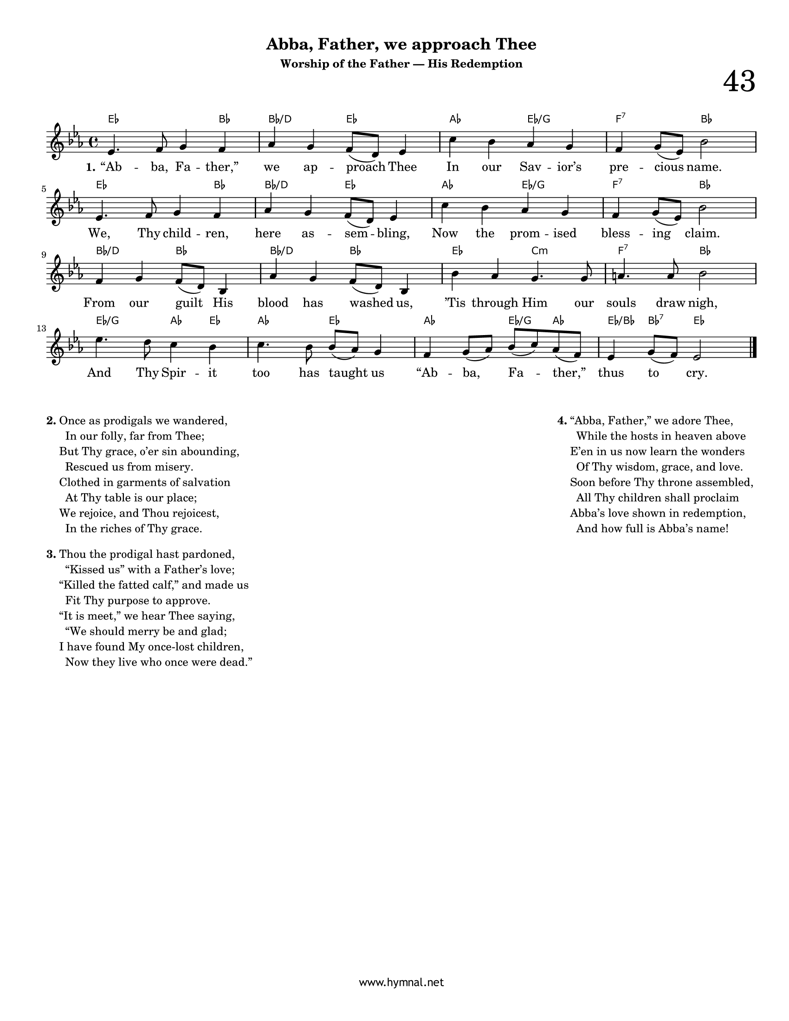 Abba, Father, we approach Thee
Worship of the Father — His Redemption
43
E♭ B♭ B♭/D E♭ A♭ E♭/G F7 B♭
1. “Ab - ba, Fa - ther,” we ap - proach Thee In our Sav - ior’s pre - cious name.
5
E♭ B♭ B♭/D E♭ A♭ E♭/G F7 B♭
We, Thy child - ren, here as - sem - bling, Now the prom - ised bless - ing claim.
9
B♭/D B♭ B♭/D B♭ E♭ Cm F7 B♭
From our guilt His blood has washed us, ’Tis through Him our souls draw nigh,
13
E♭/G A♭ E♭ A♭ E♭ A♭ E♭/G A♭ E♭/B♭ B♭7 E♭
And Thy Spir - it too has taught us “Ab - ba, Fa - ther,” thus to cry.
2. Once as prodigals we wandered,
In our folly, far from Thee;
But Thy grace, o’er sin abounding,
Rescued us from misery.
Clothed in garments of salvation
At Thy table is our place;
We rejoice, and Thou rejoicest,
In the riches of Thy grace.
3. Thou the prodigal hast pardoned,
“Kissed us” with a Father’s love;
“Killed the fatted calf,” and made us
Fit Thy purpose to approve.
“It is meet,” we hear Thee saying,
“We should merry be and glad;
I have found My once-lost children,
Now they live who once were dead.”
4. “Abba, Father,” we adore Thee,
While the hosts in heaven above
E’en in us now learn the wonders
Of Thy wisdom, grace, and love.
Soon before Thy throne assembled,
All Thy children shall proclaim
Abba’s love shown in redemption,
And how full is Abba’s name!
www.hymnal.net